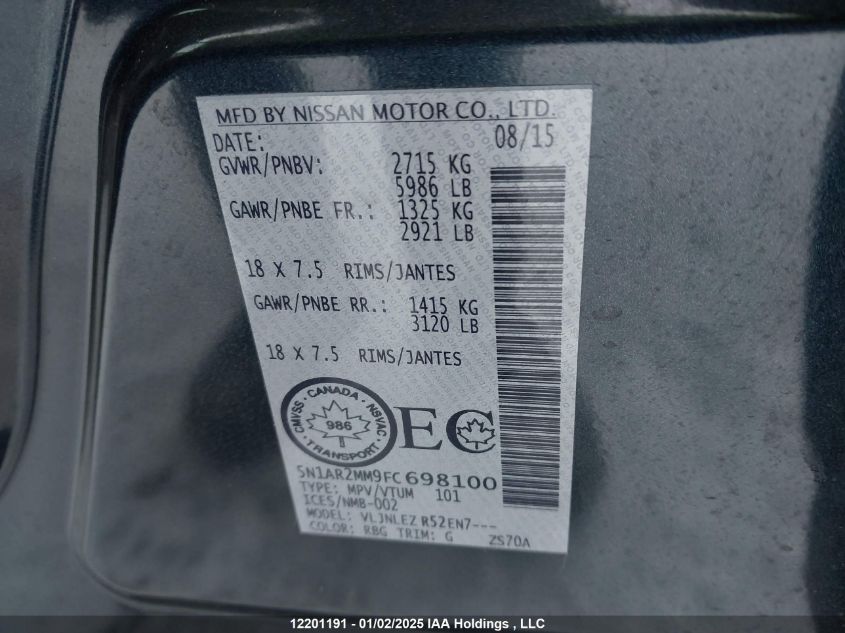 MFD BY NISSAN MOTOR CO., LTD.
DATE: 08/15
GVWR/PNBV: 2715 KG
5986 LB
GAWR/PNBE FR.: 1325 KG
2921 LB
18 X 7.5 RIMS/JANTES
GAWR/PNBE RR.: 1415 KG
3120 LB
18 X 7.5 RIMS/JANTES
CANADA
CMVSS NSVAC
986
TRANSPORT
EC
5N1AR2MM9FC698100
TYPE: MPV/VTUM 101
ICES/NMB-002
MODEL: VLJNLEZ R52EN7---
COLOR: RBG TRIM: G ZS70A
12201191 - 01/02/2025 IAA Holdings , LLC